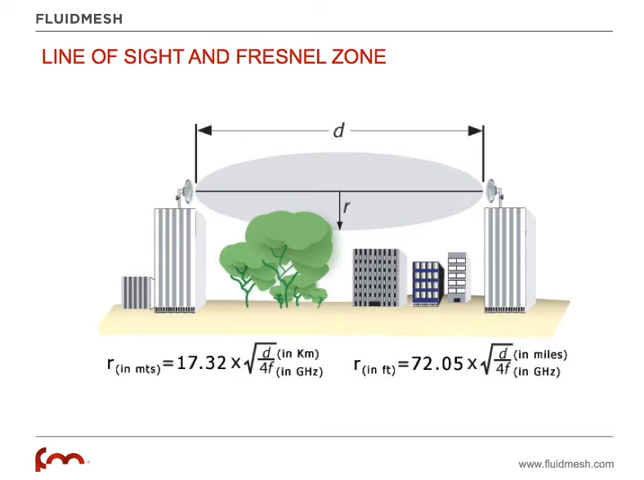 FLUIDMESH
LINE OF SIGHT AND FRESNEL ZONE
d
r
r(in mts)=17.32 x √d/4f (in Km) (in GHz)
r(in ft)=72.05 x √d/4f (in miles) (in GHz)
fm
www.fluidmesh.com